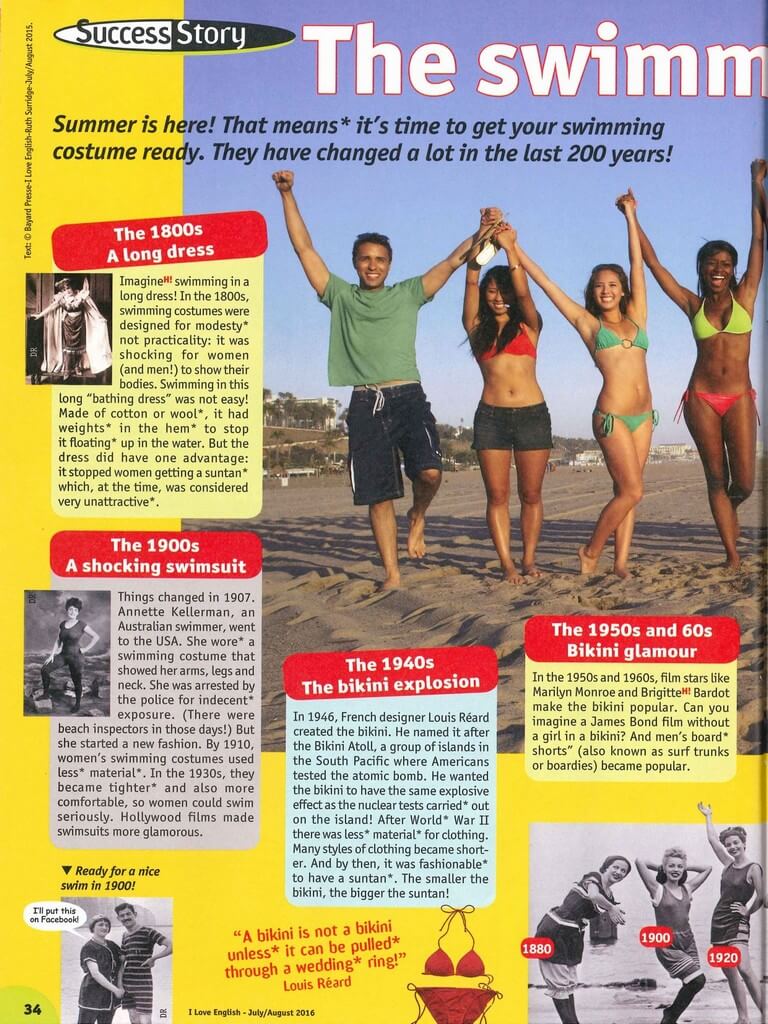 Text: © Bayard Presse-I Love English-Ruth Surridge-July/August 2015.
Success Story
The swimm
Summer is here! That means* it's time to get your swimming
costume ready. They have changed a lot in the last 200 years!
The 1800s
A long dress
DR
Imagine H! swimming in a
long dress! In the 1800s,
swimming costumes were
designed for modesty*
not practicality: it was
shocking for women
(and men!) to show their
bodies. Swimming in this
long "bathing dress" was not easy!
Made of cotton or wool*, it had
weights* in the hem* to stop
it floating* up in the water. But the
dress did have one advantage:
it stopped women getting a suntan*
which, at the time, was considered
very unattractive*.
The 1900s
A shocking swimsuit
DR
Things changed in 1907.
Annette Kellerman, an
Australian swimmer, went
to the USA. She wore* a
swimming costume that
showed her arms, legs and
neck. She was arrested by
the police for indecent*
exposure. (There were
beach inspectors in those days!) But
she started a new fashion. By 1910,
women's swimming costumes used
less* material*. In the 1930s, they
became tighter* and also more
comfortable, so women could swim
seriously. Hollywood films made
swimsuits more glamorous.
▼ Ready for a nice
swim in 1900!
I'll put this
on Facebook!
DR
The 1940s
The bikini explosion
In 1946, French designer Louis Réard
created the bikini. He named it after
the Bikini Atoll, a group of islands in
the South Pacific where Americans
tested the atomic bomb. He wanted
the bikini to have the same explosive
effect as the nuclear tests carried* out
on the island! After World* War II
there was less* material* for clothing.
Many styles of clothing became short-
er. And by then, it was fashionable*
to have a suntan*. The smaller the
bikini, the bigger the suntan!
"A bikini is not a bikini
unless* it can be pulled*
through a wedding* ring!"
Louis Réard
The 1950s and 60s
Bikini glamour
In the 1950s and 1960s, film stars like
Marilyn Monroe and Brigitte H! Bardot
make the bikini popular. Can you
imagine a James Bond film without
a girl in a bikini? And men's board*
shorts" (also known as surf trunks
or boardies) became popular.
1880
1900
1920
34
I Love English - July/August 2016